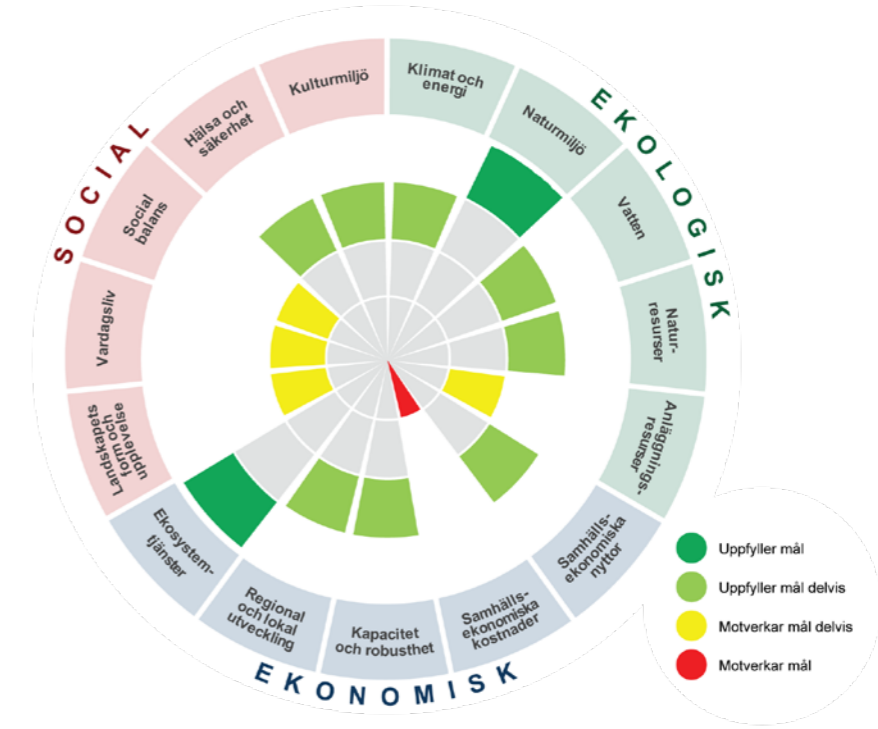 SOCIAL
EKOLOGISK
EKONOMISK
Klimat och
energi
Naturmiljö
Vatten
Natur-
resurser
Anläggnings-
resurser
Samhälls-
ekonomiska
nyttor
Samhälls-
ekonomiska
kostnader
Kapacitet
och robusthet
Regional
och lokal
utveckling
Ekosystem-
tjänster
Landskapets
form och
upplevelse
Vardagsliv
Social
balans
Hälsa och
säkerhet
Kulturmiljö
Uppfyller mål
Uppfyller mål delvis
Motverkar mål delvis
Motverkar mål